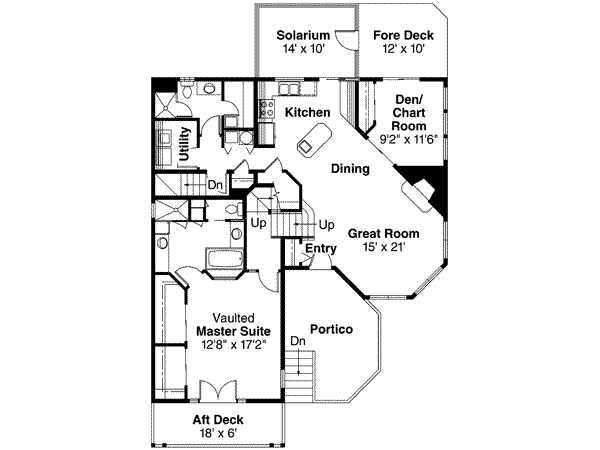 Solarium
14' x 10'
Fore Deck
12' x 10'
Kitchen
Den/
Chart
Room
9'2" x 11'6"
Utility
Dining
Dn
Up
Up
Great Room
15' x 21'
Entry
Vaulted
Master Suite
12'8" x 17'2"
Portico
Dn
Aft Deck
18' x 6'